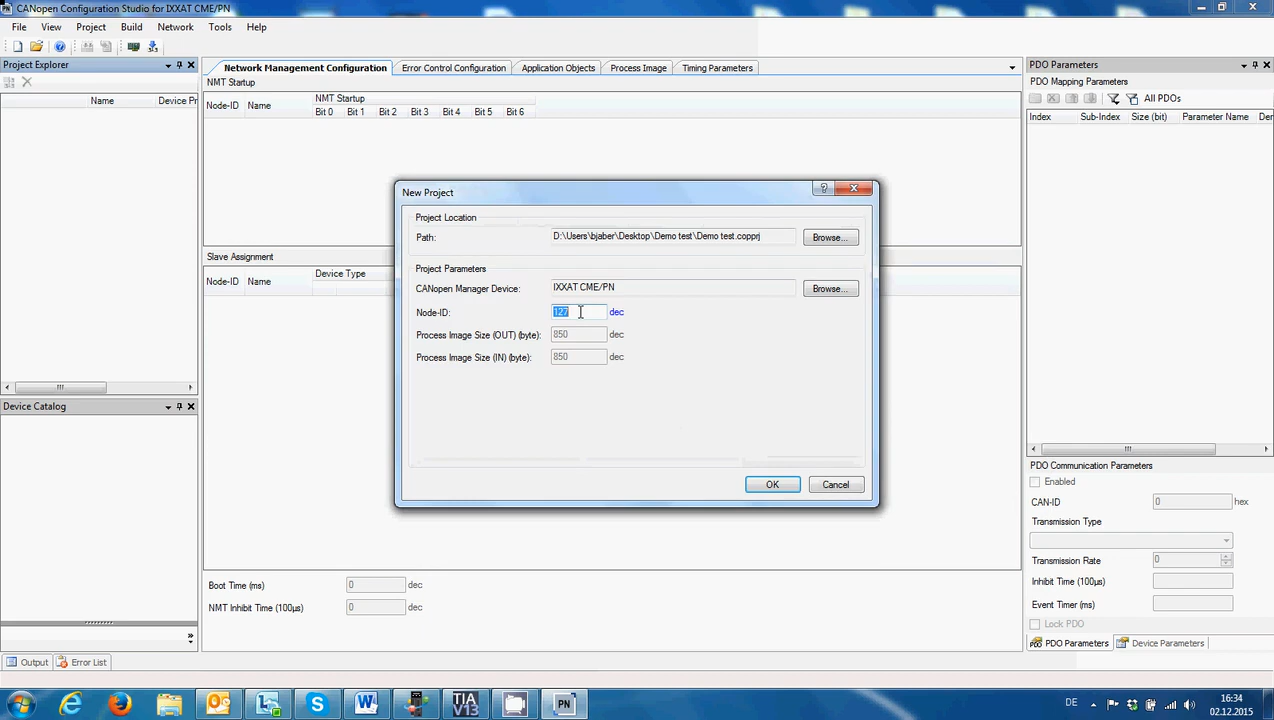 CANopen Configuration Studio for IXXAT CME/PN
File View Project Build Network Tools Help
Project Explorer
Name Device Pr
Device Catalog
Output Error List
Network Management Configuration Error Control Configuration Application Objects Process Image Timing Parameters
NMT Startup
Node-ID Name NMT Startup
Bit 0 Bit 1 Bit 2 Bit 3 Bit 4 Bit 5 Bit 6
Slave Assignment
Node-ID Name Device Type
Boot Time (ms) 0 dec
NMT Inhibit Time (100µs) 0 dec
New Project
Project Location
Path: D:\Users\bjaber\Desktop\Demo test\Demo test.copprj Browse...
Project Parameters
CANopen Manager Device: IXXAT CME/PN Browse...
Node-ID: 127 dec
Process Image Size (OUT) (byte): 850 dec
Process Image Size (IN) (byte): 850 dec
OK Cancel
PDO Parameters
PDO Mapping Parameters
All PDOs
Index Sub-Index Size (bit) Parameter Name Der
PDO Communication Parameters
Enabled
CAN-ID 0 hex
Transmission Type
Transmission Rate 0
Inhibit Time (100µs)
Event Timer (ms)
Lock PDO
PDO PDO Parameters Device Parameters
TIA V13 PN DE 16:34
02.12.2015